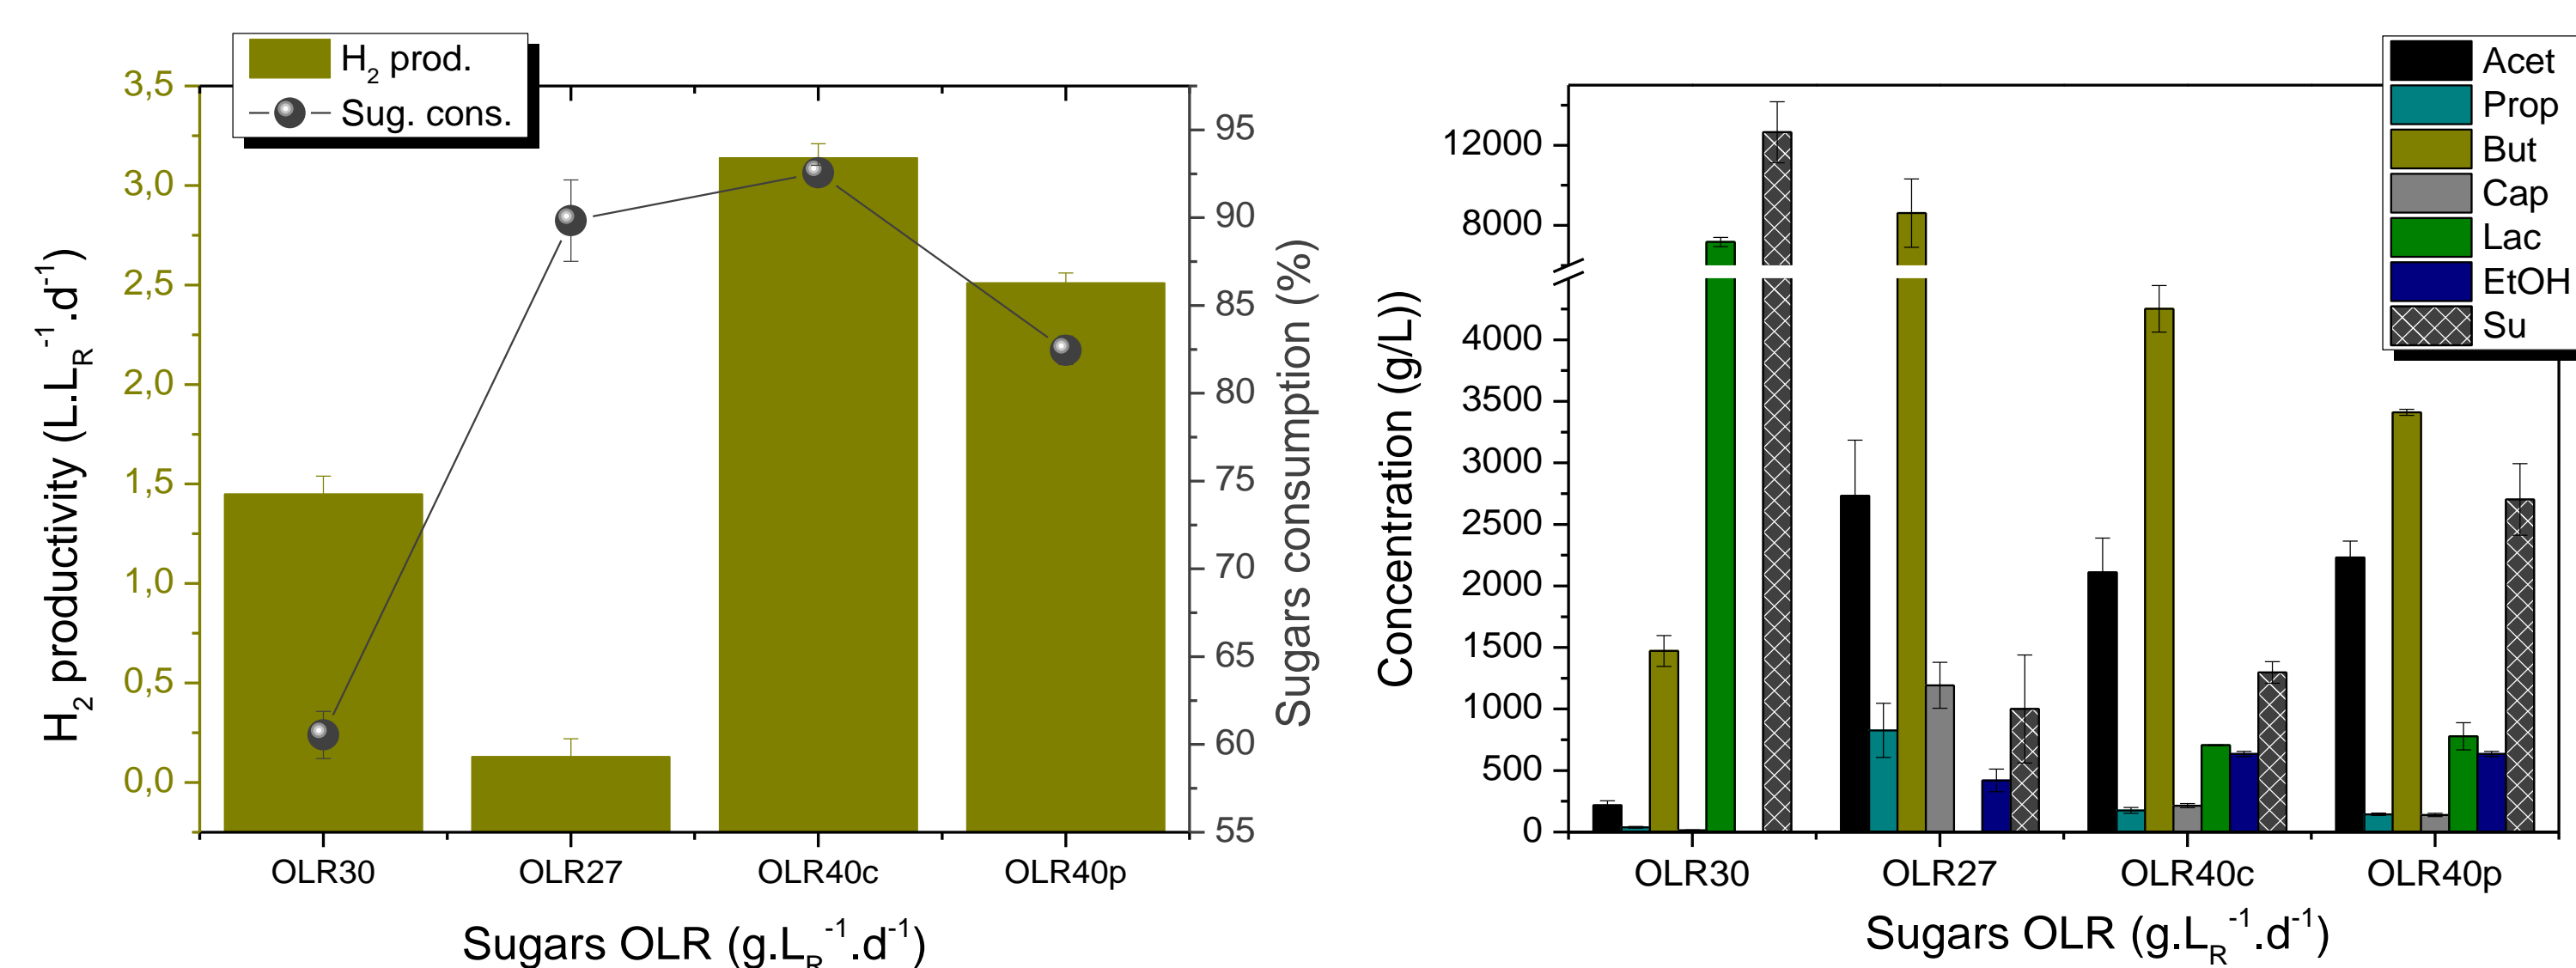 H2 prod.
Sug. cons.
3,5
3,0
2,5
2,0
1,5
1,0
0,5
0,0
H2 productivity (L.LR-1.d-1)
95
90
85
80
75
70
65
60
55
Sugars consumption (%)
OLR30 OLR27 OLR40c OLR40p
Sugars OLR (g.LR-1.d-1)
Acet
Prop
But
Cap
Lac
EtOH
Su
12000
8000
4000
3500
3000
2500
2000
1500
1000
500
0
Concentration (g/L))
OLR30 OLR27 OLR40c OLR40p
Sugars OLR (g.LR-1.d-1)